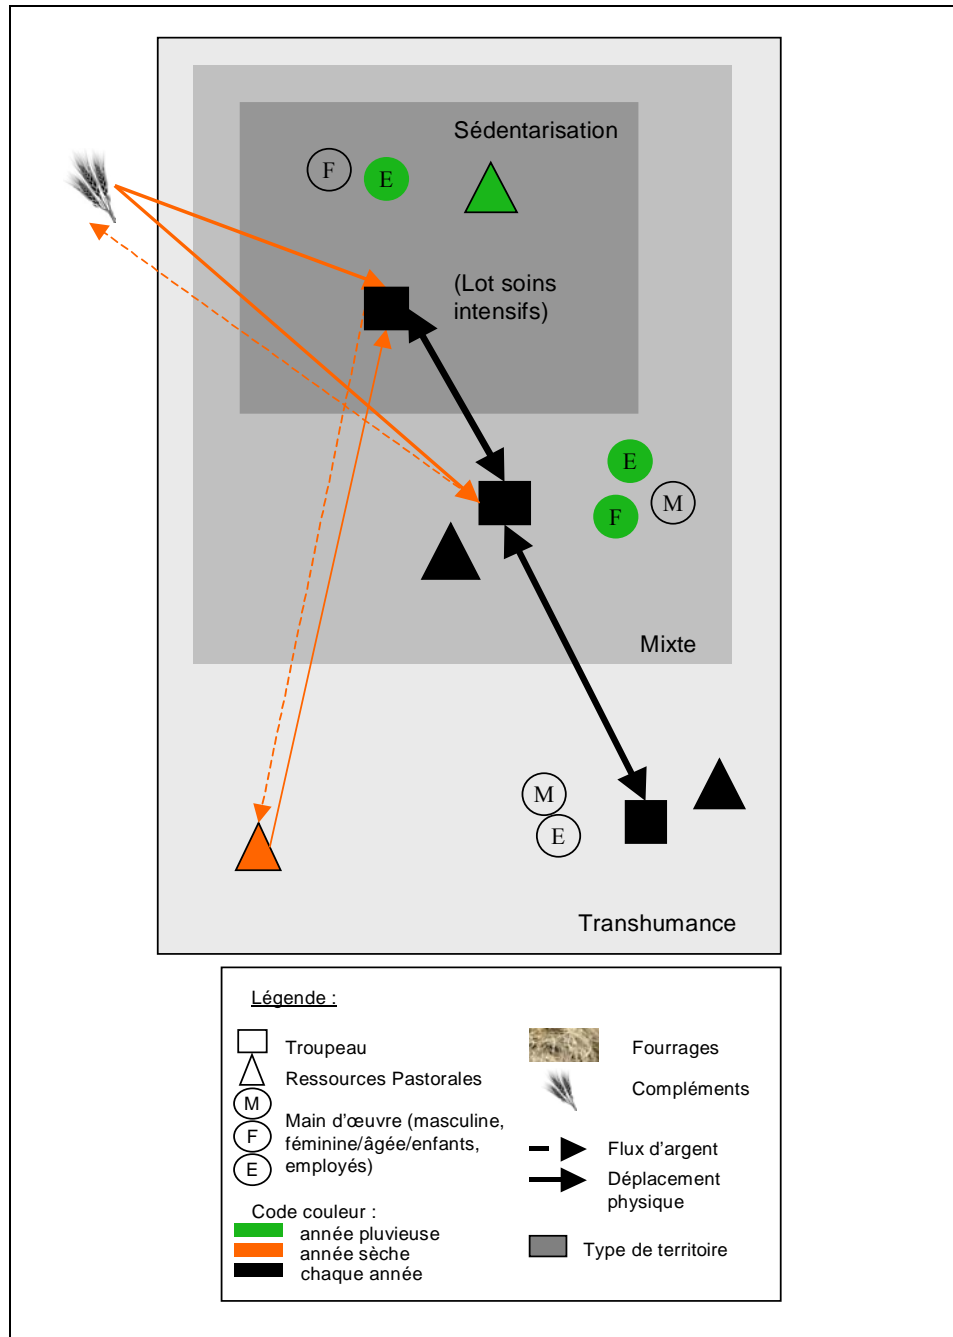 Sédentarisation
F
E
(Lot soins
intensifs)
E
F
M
Mixte
M
E
Transhumance
Légende :
Troupeau
Ressources Pastorales
M
F
E
Main d'œuvre (masculine,
féminine/âgée/enfants,
employés)
Code couleur :
année pluvieuse
année sèche
chaque année
Fourrages
Compléments
Flux d'argent
Déplacement
physique
Type de territoire